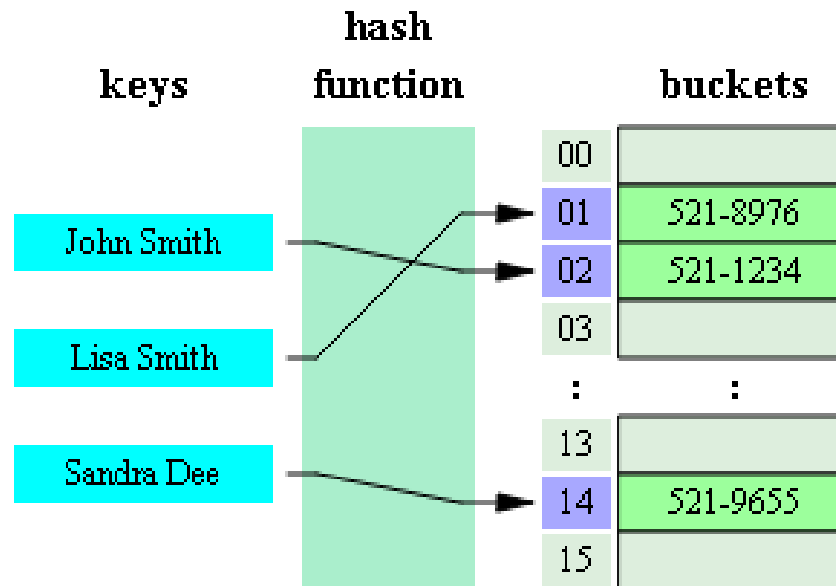 hash
keys function buckets
00
01 521-8976
John Smith
02 521-1234
03
Lisa Smith
: :
13
Sandra Dee
14 521-9655
15